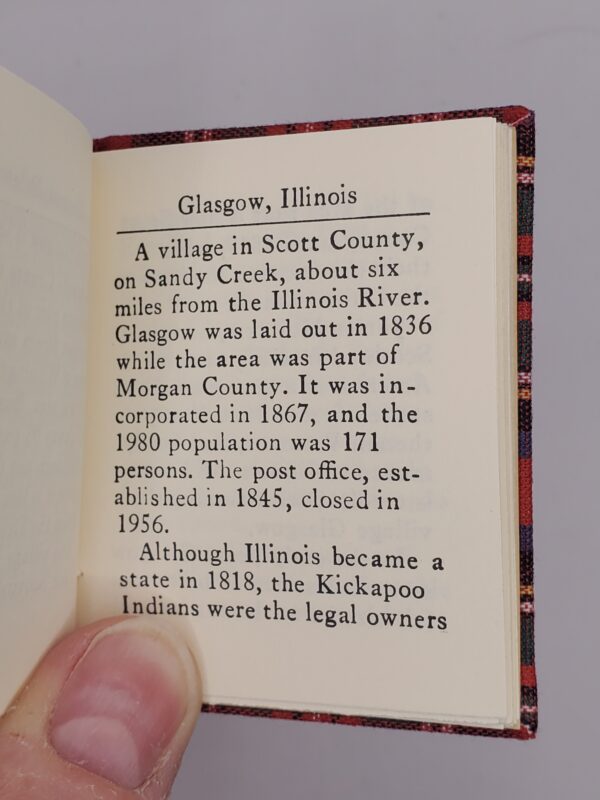 Glasgow, Illinois
A village in Scott County,
on Sandy Creek, about six
miles from the Illinois River.
Glasgow was laid out in 1836
while the area was part of
Morgan County. It was in-
corporated in 1867, and the
1980 population was 171
persons. The post office, est-
ablished in 1845, closed in
1956.
Although Illinois became a
state in 1818, the Kickapoo
Indians were the legal owners